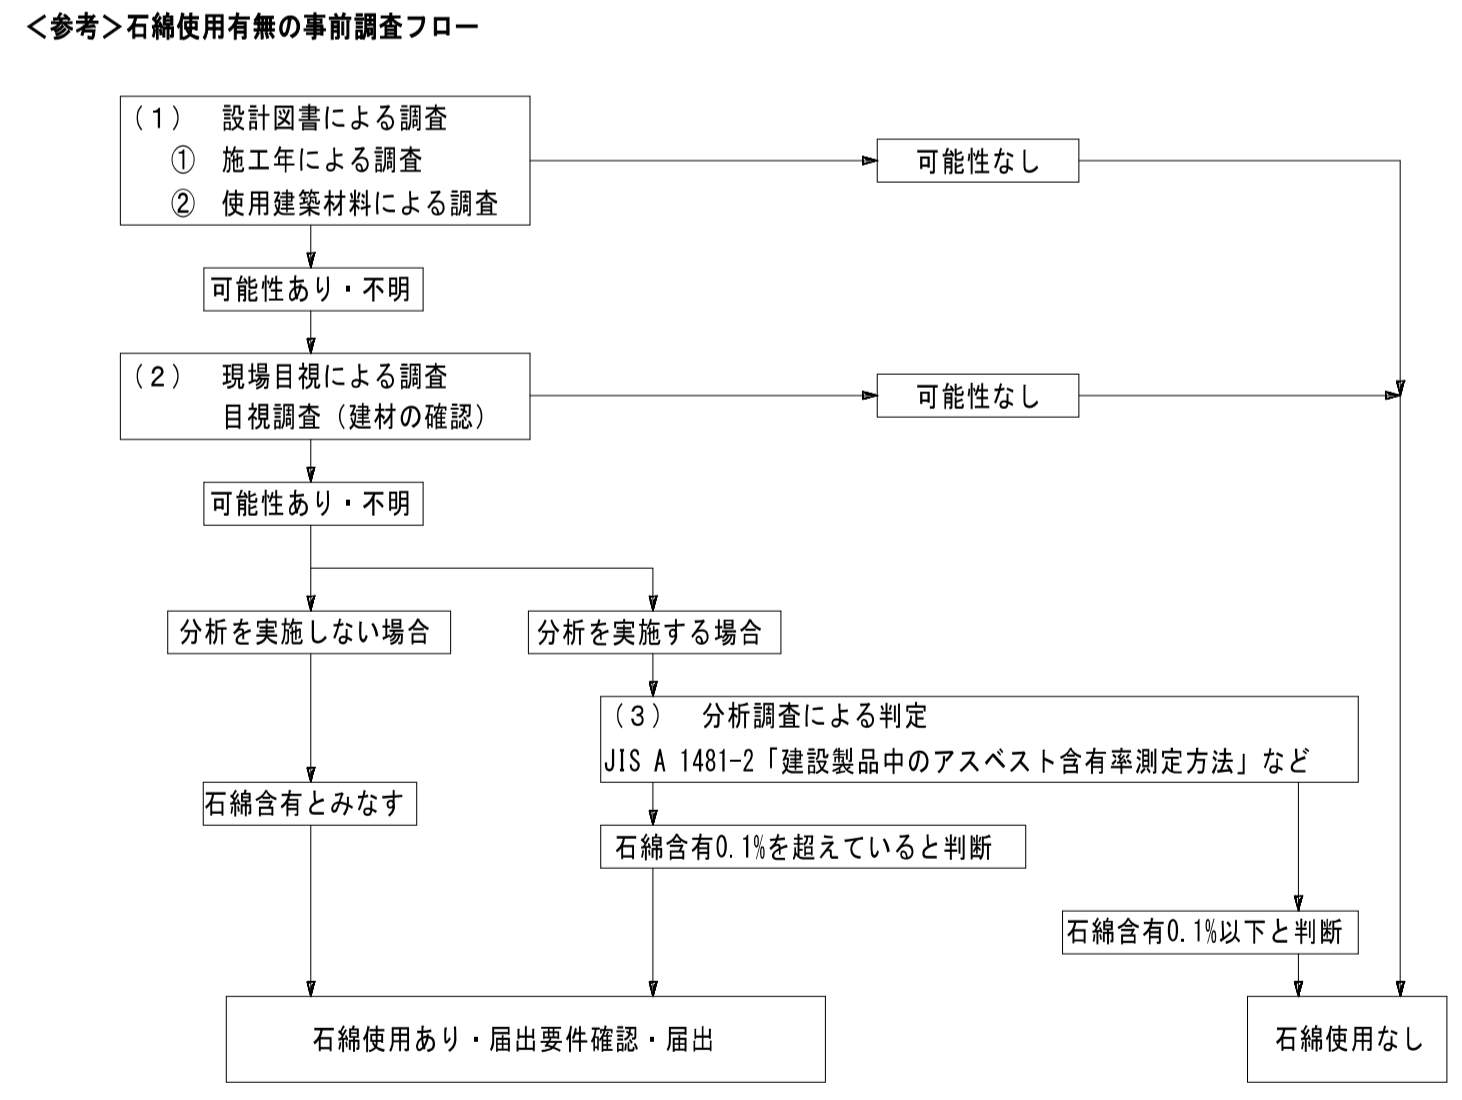 ＜参考＞石綿使用有無の事前調査フロー
（１）　設計図書による調査
①　施工年による調査
②　使用建築材料による調査
可能性なし
可能性あり・不明
（２）　現場目視による調査
目視調査（建材の確認）
可能性なし
可能性あり・不明
分析を実施しない場合
分析を実施する場合
（３）　分析調査による判定
JIS A 1481-2「建設製品中のアスベスト含有率測定方法」など
石綿含有とみなす
石綿含有0.1%を超えていると判断
石綿含有0.1%以下と判断
石綿使用あり・届出要件確認・届出
石綿使用なし